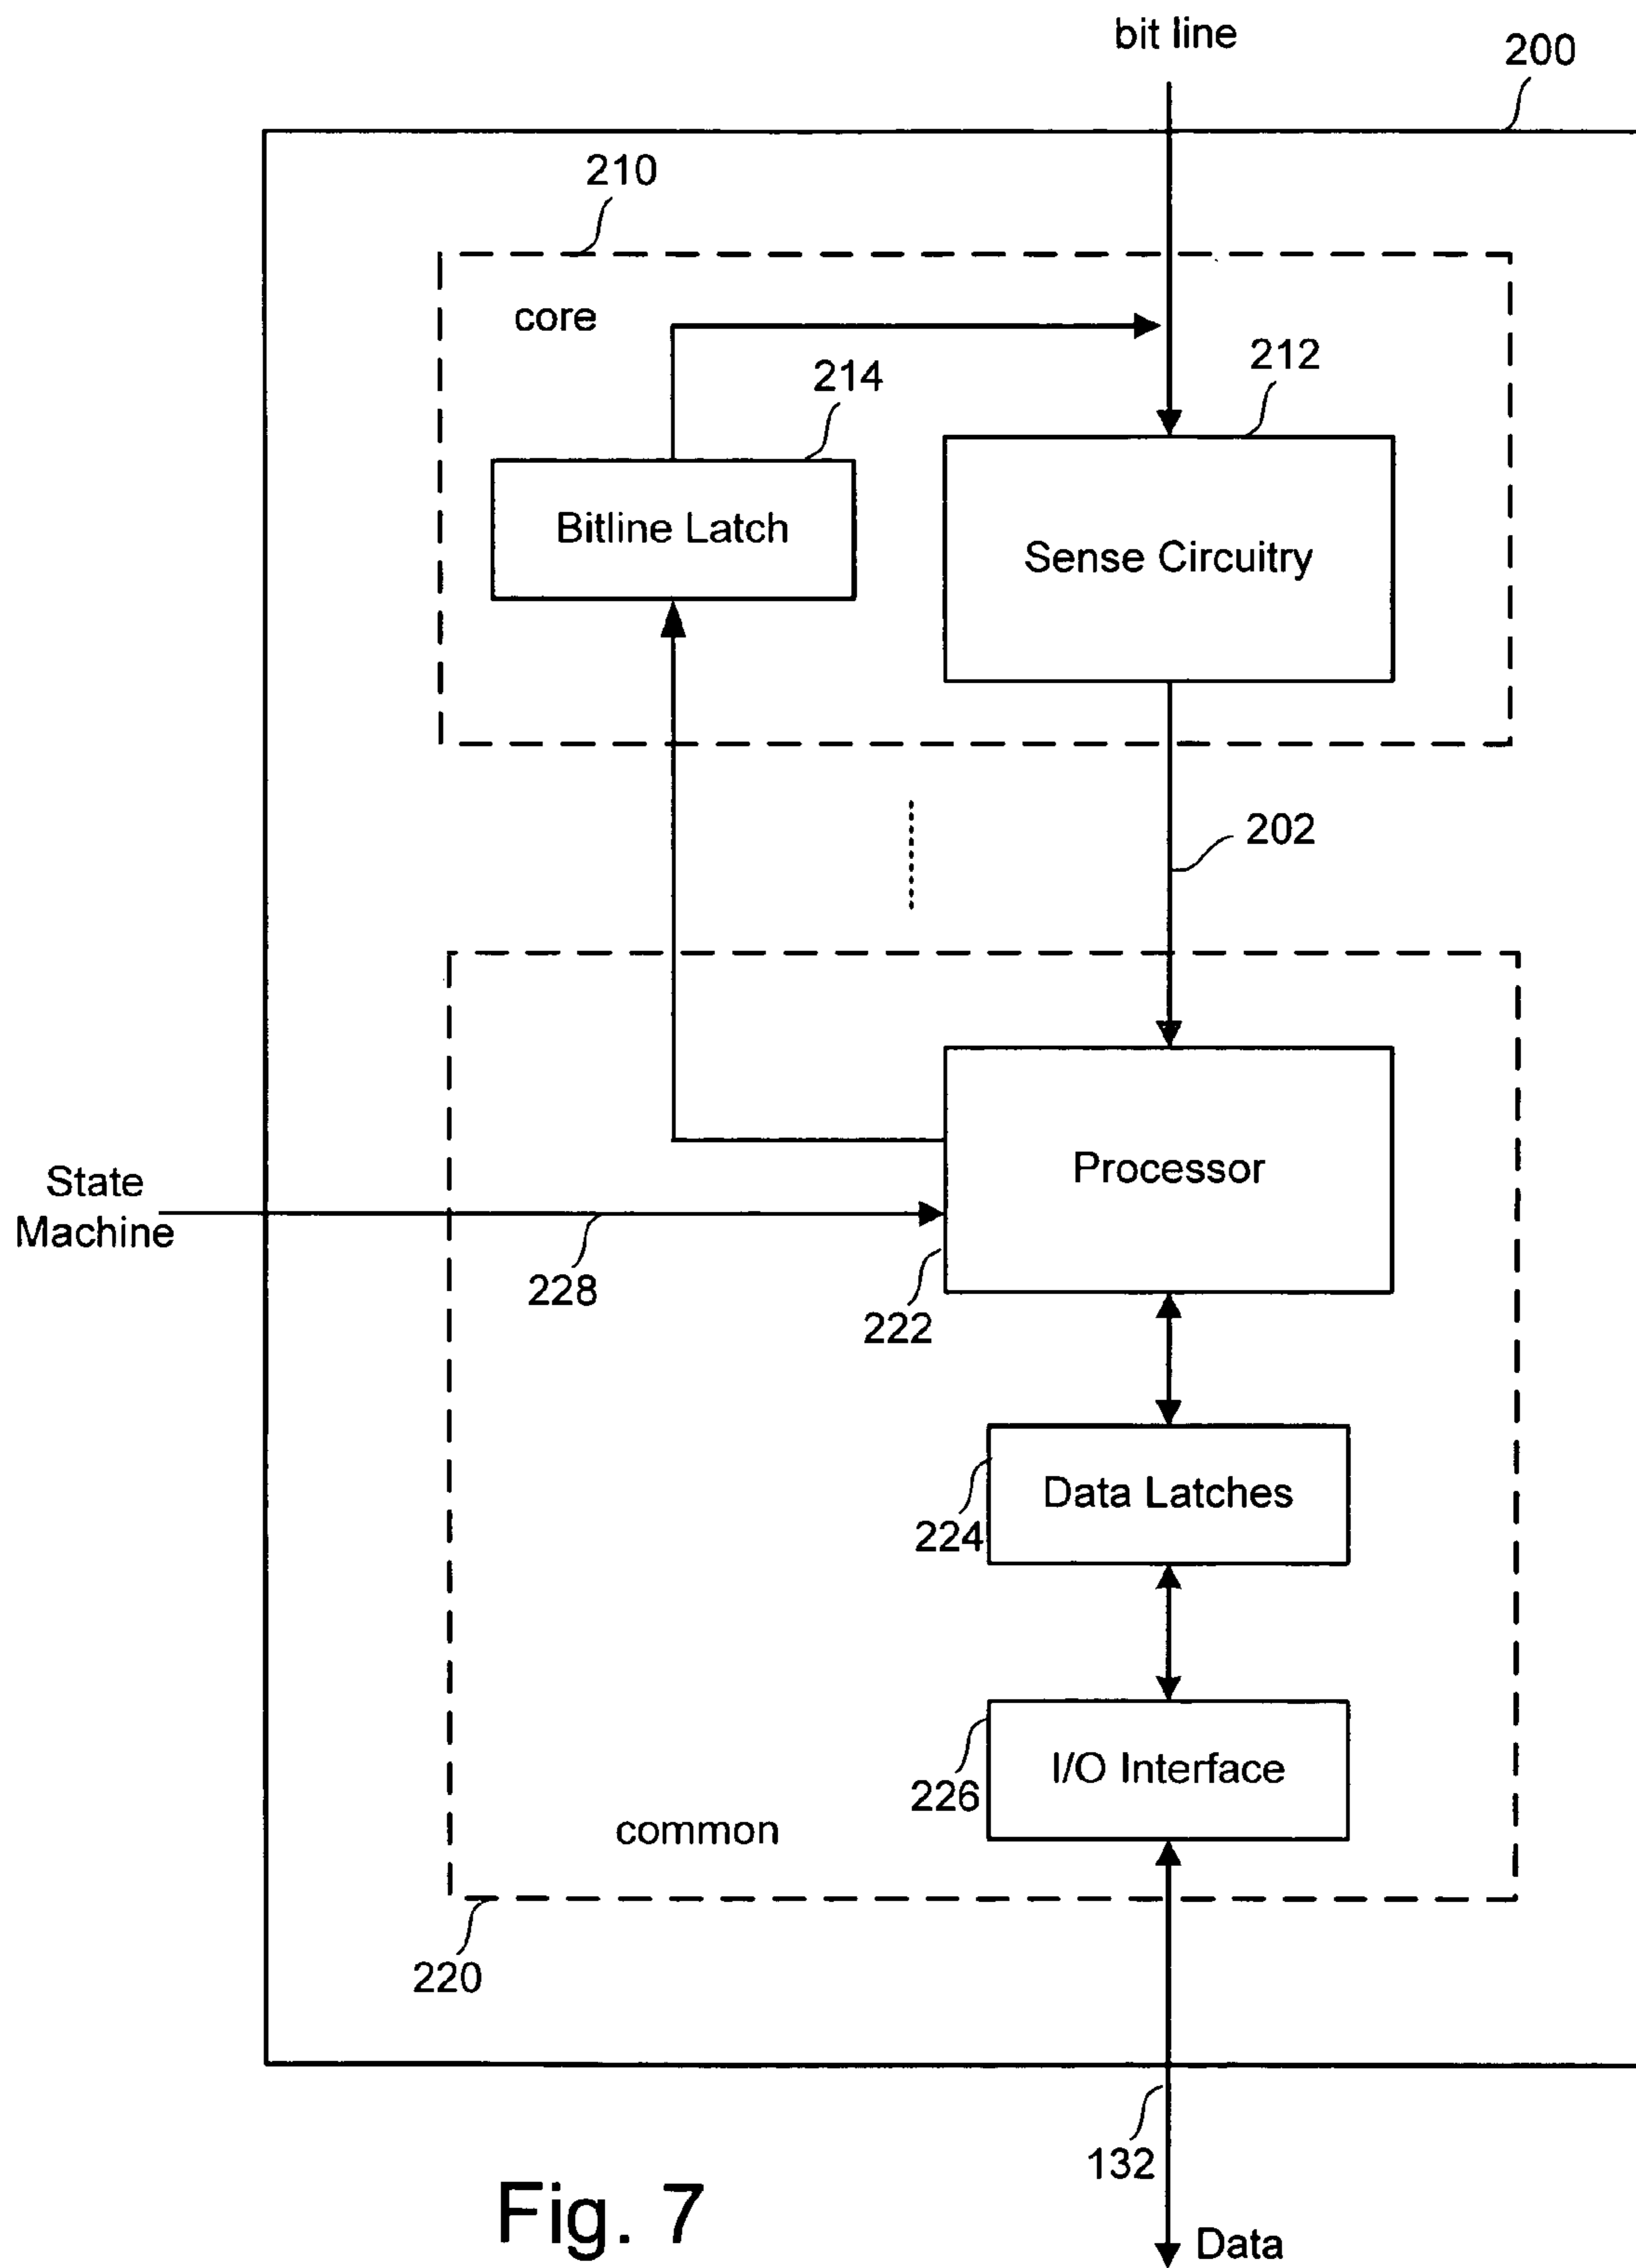 bit line
200
210
core
214
212
Bitline Latch
Sense Circuitry
202
State
Machine
Processor
228
222
Data Latches
224
I/O Interface
226
common
220
132
Fig. 7
Data